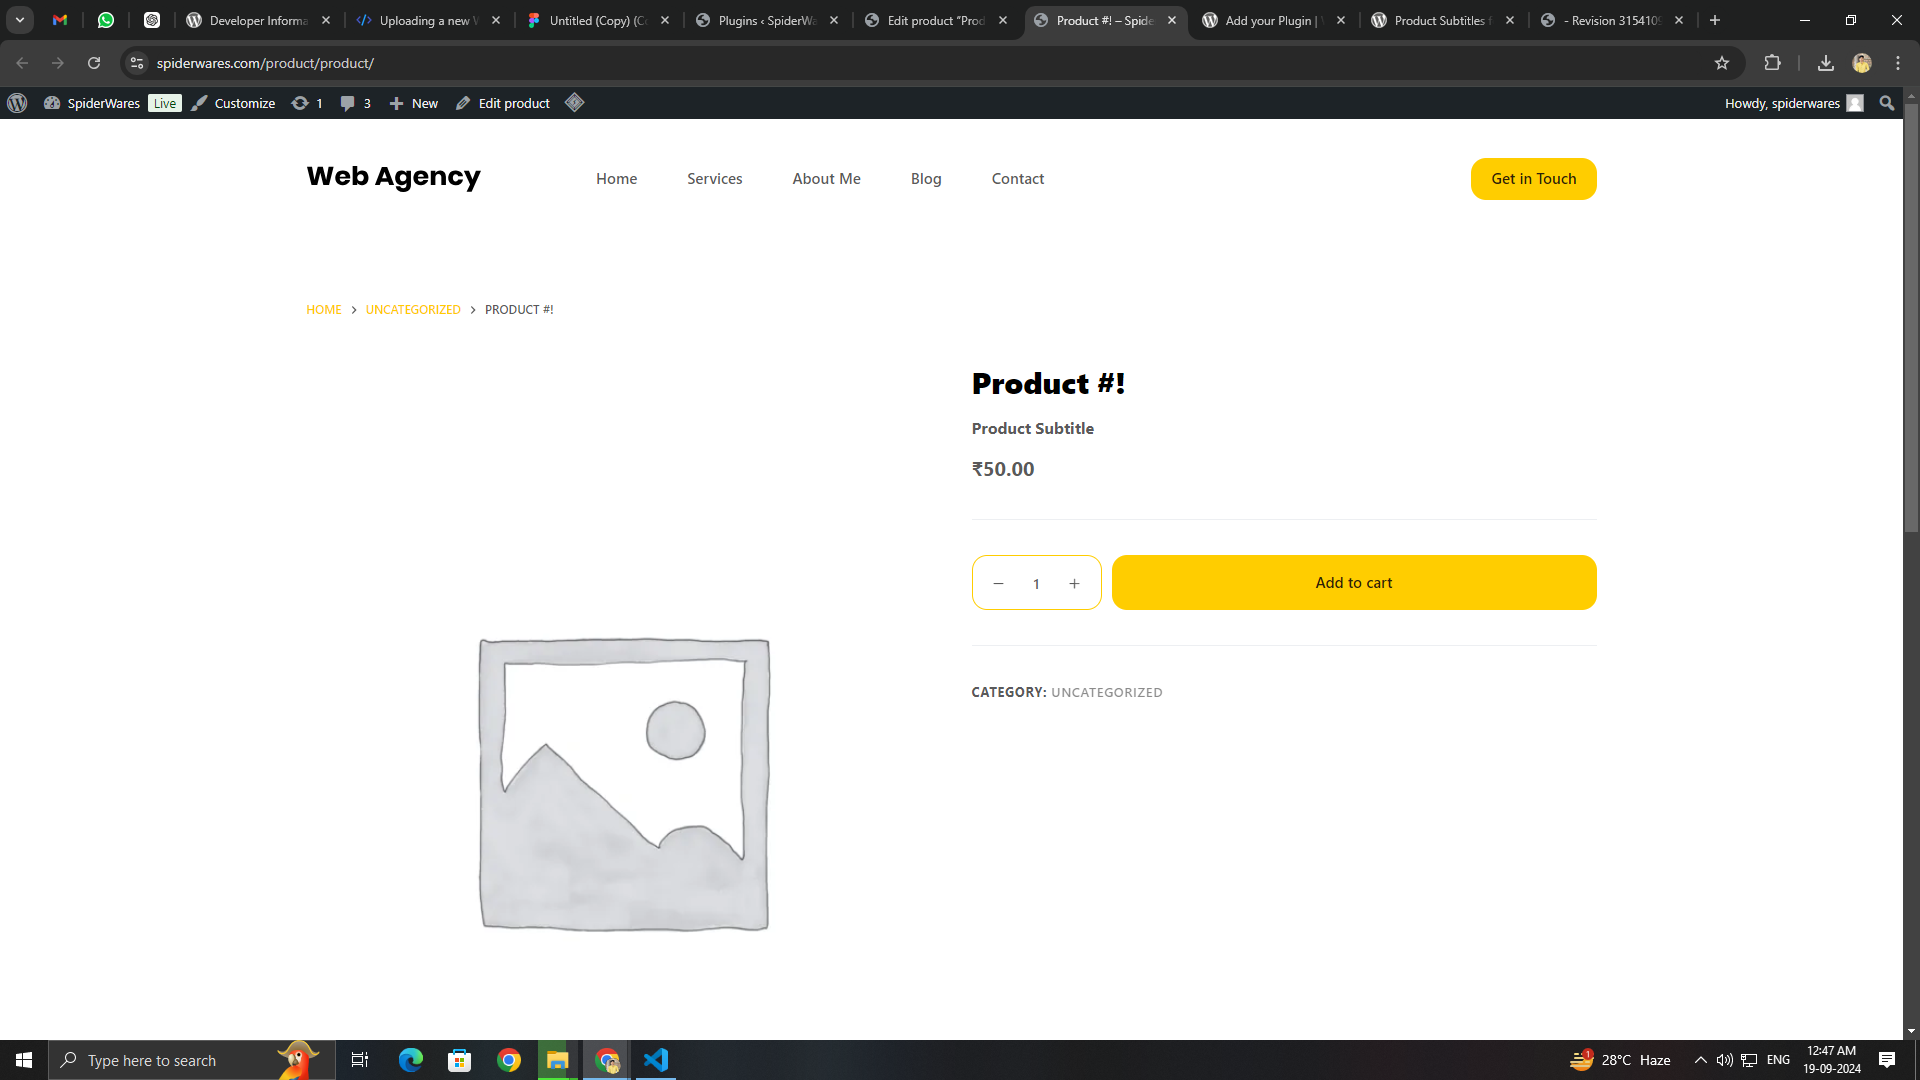 Developer Informa
Uploading a new
Untitled (Copy) (C
Plugins ‹ SpiderWa
Edit product “Prod
Product #! – Spide
Add your Plugin |
Product Subtitles
- Revision 3154109
spiderwares.com/product/product/
SpiderWares Live Customize 1 3 New Edit product
Howdy, spiderwares
Web Agency
Home
Services
About Me
Blog
Contact
Get in Touch
HOME > UNCATEGORIZED > PRODUCT #!
Product #!
Product Subtitle
₹50.00
− 1 +
Add to cart
CATEGORY: UNCATEGORIZED
Type here to search
1
28°C Haze
ENG
12:47 AM
19-09-2024